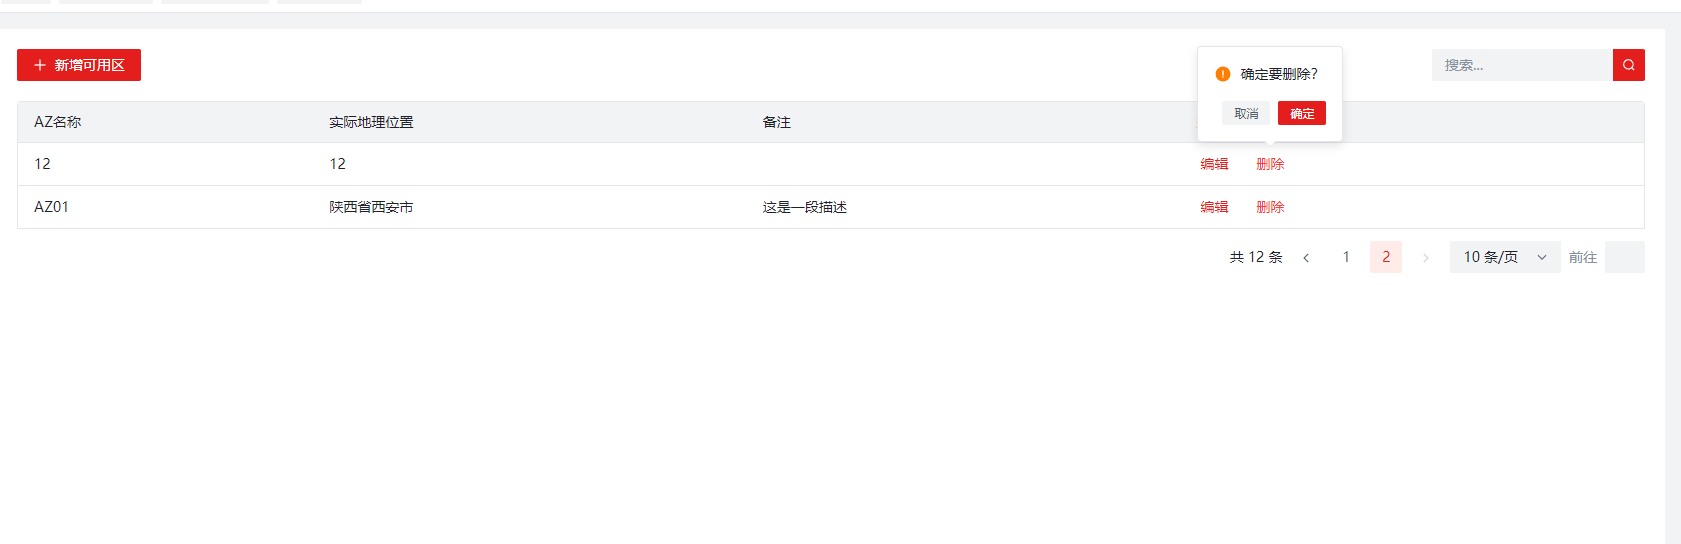 新增可用区
确定要删除?
取消 确定
搜索...
AZ名称 实际地理位置 备注
12 12 编辑 删除
AZ01 陕西省西安市 这是一段描述 编辑 删除
共 12 条 1 2 10 条/页 前往